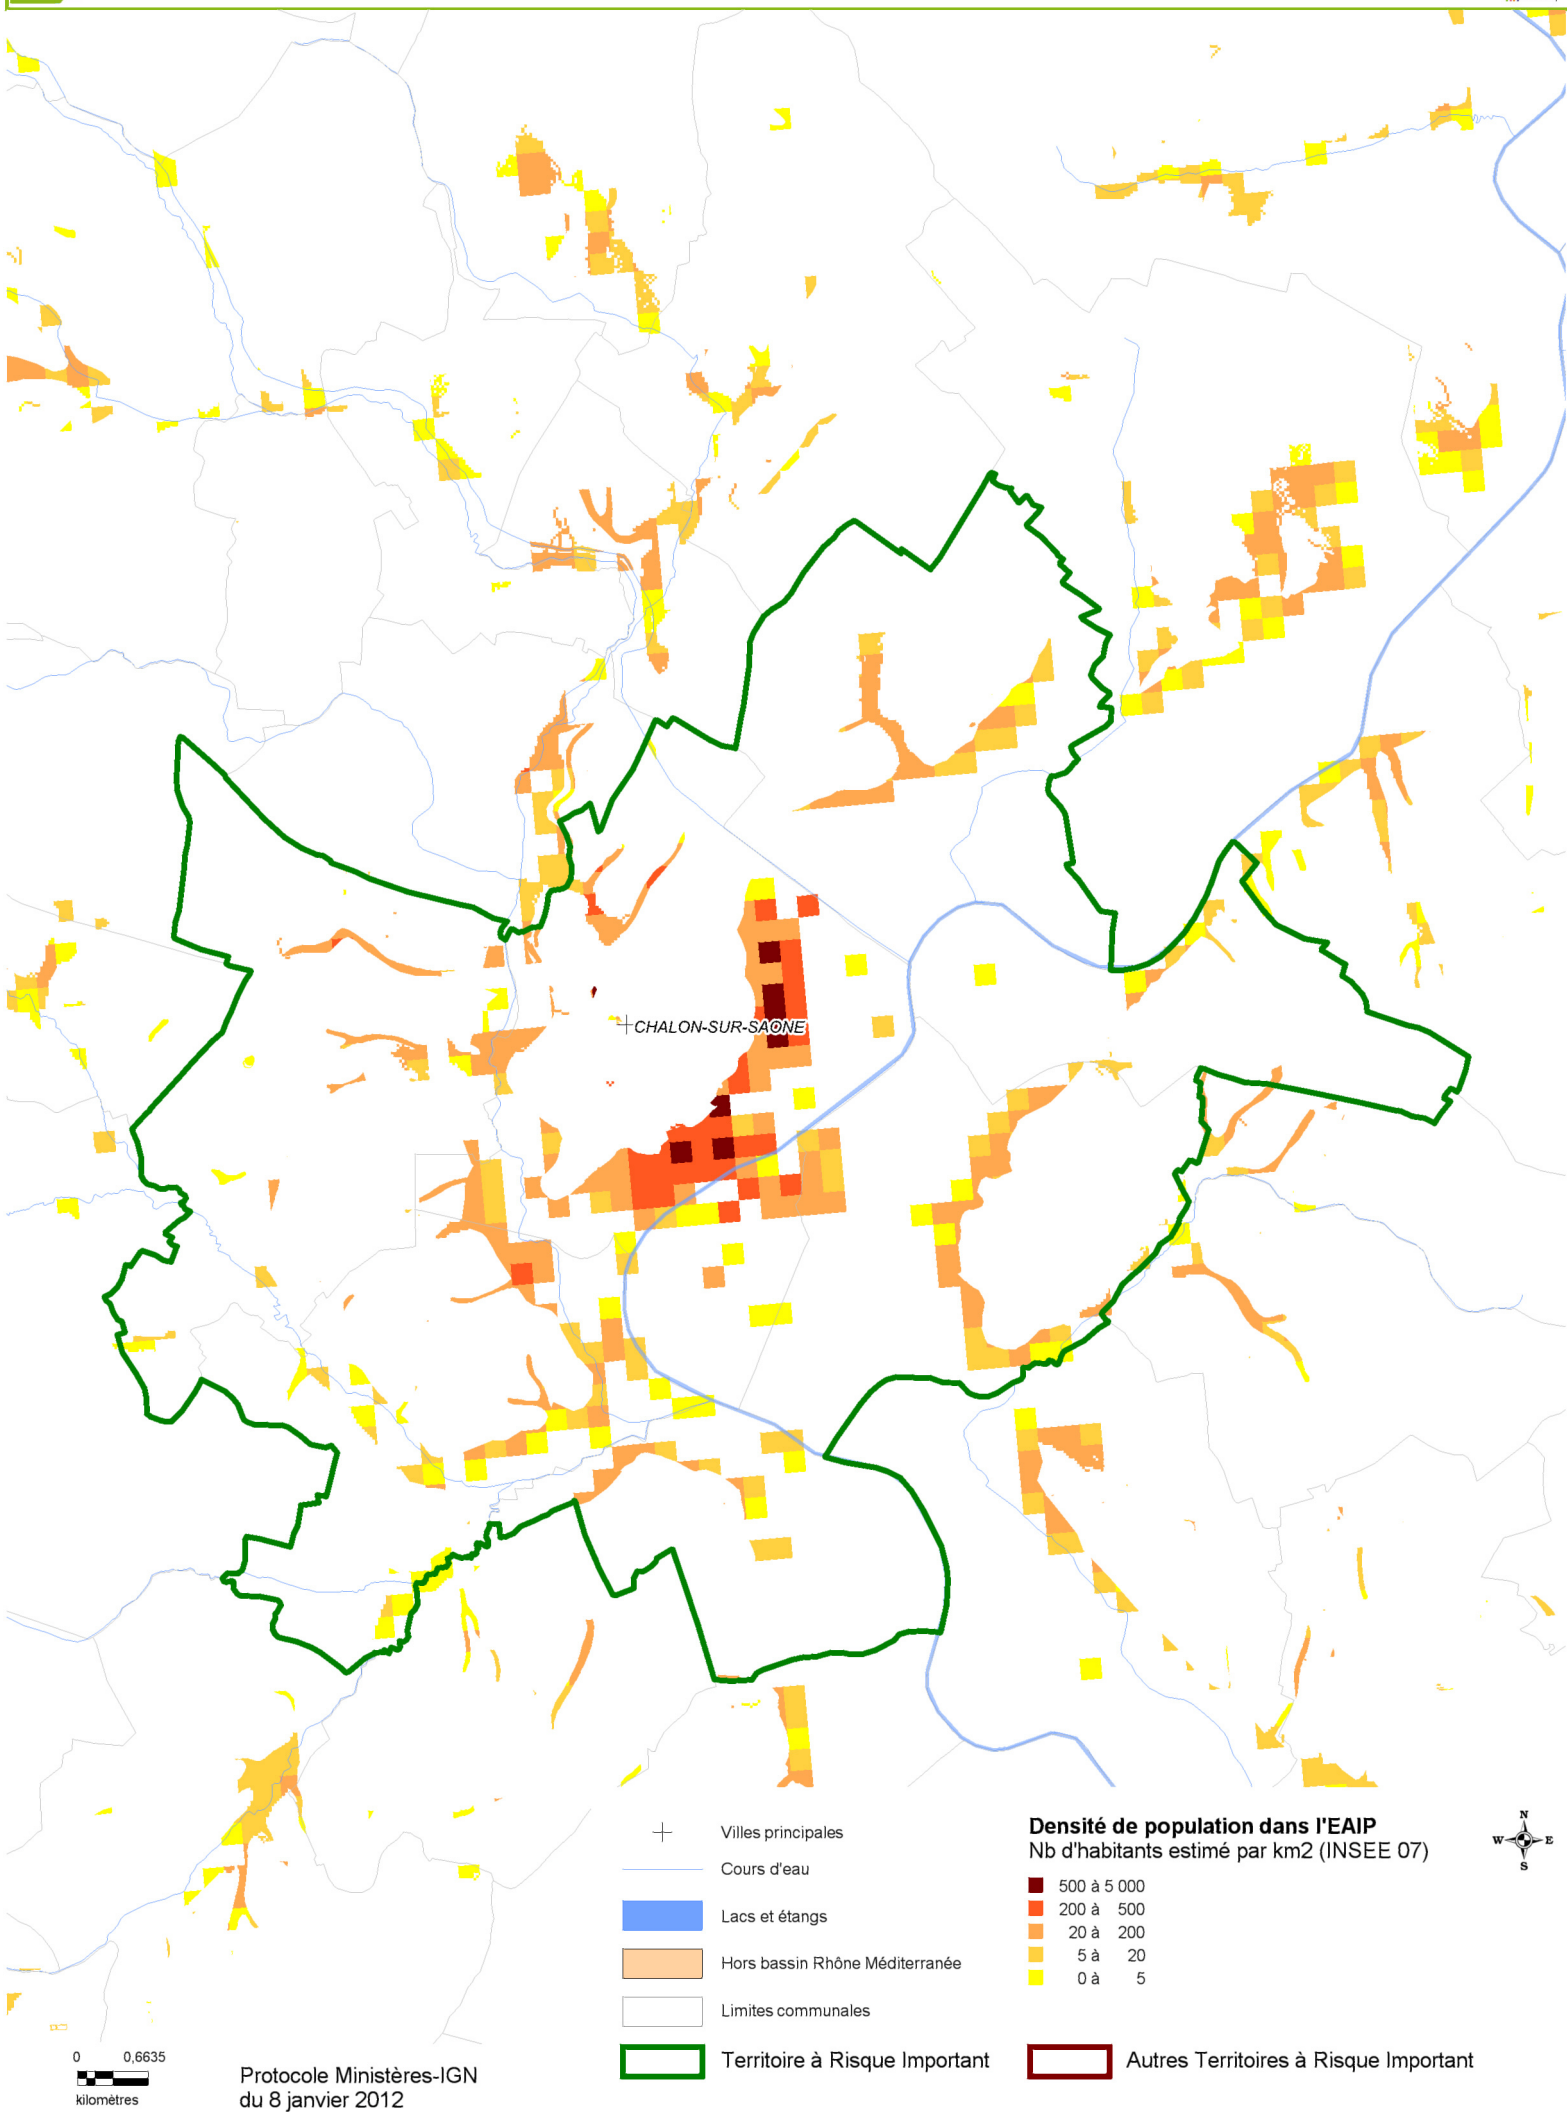 CHALON-SUR-SAONE
Villes principales
Cours d'eau
Lacs et étangs
Hors bassin Rhône Méditerranée
Limites communales
Territoire à Risque Important
Densité de population dans l'EAIP
Nb d'habitants estimé par km2 (INSEE 07)
500 à 5 000
200 à 500
20 à 200
5 à 20
0 à 5
Autres Territoires à Risque Important
N
W E
S
0 0,6635
kilomètres
Protocole Ministères-IGN
du 8 janvier 2012